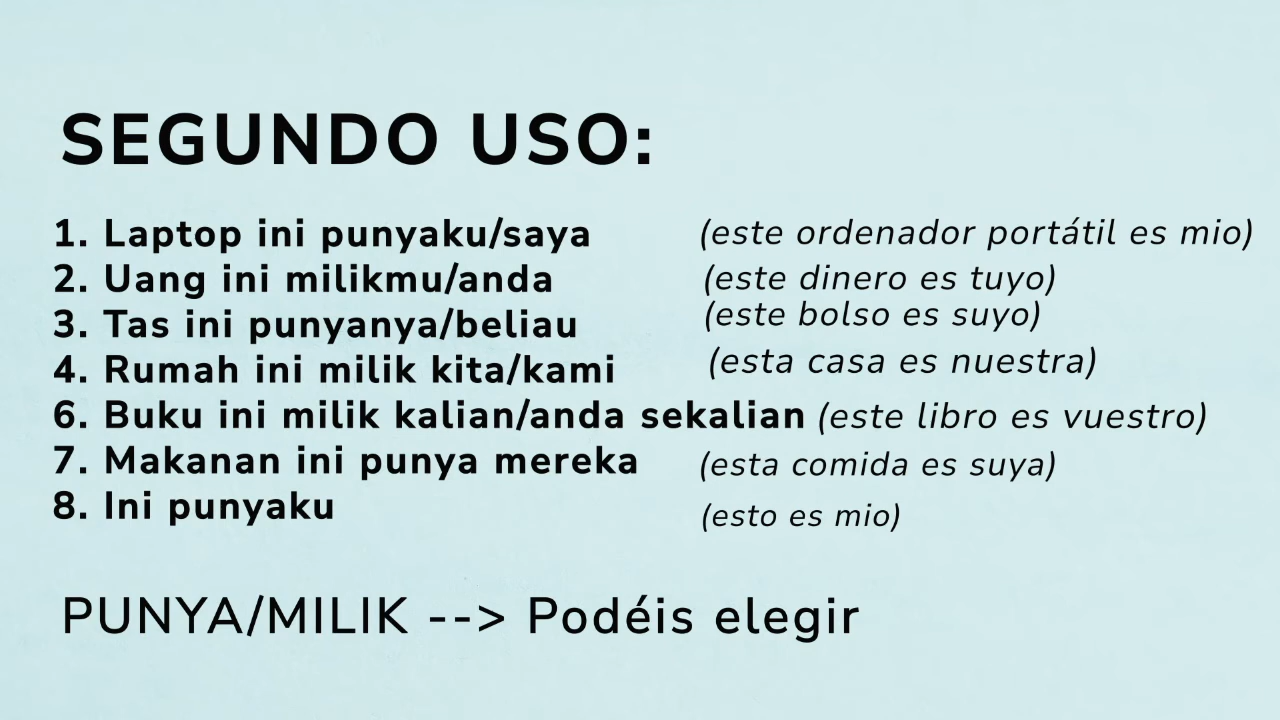 SEGUNDO USO:
1. Laptop ini punyaku/saya (este ordenador portátil es mio)
2. Uang ini milikmu/anda (este dinero es tuyo)
3. Tas ini punyanya/beliau (este bolso es suyo)
4. Rumah ini milik kita/kami (esta casa es nuestra)
6. Buku ini milik kalian/anda sekalian (este libro es vuestro)
7. Makanan ini punya mereka (esta comida es suya)
8. Ini punyaku (esto es mio)
PUNYA/MILIK --> Podéis elegir